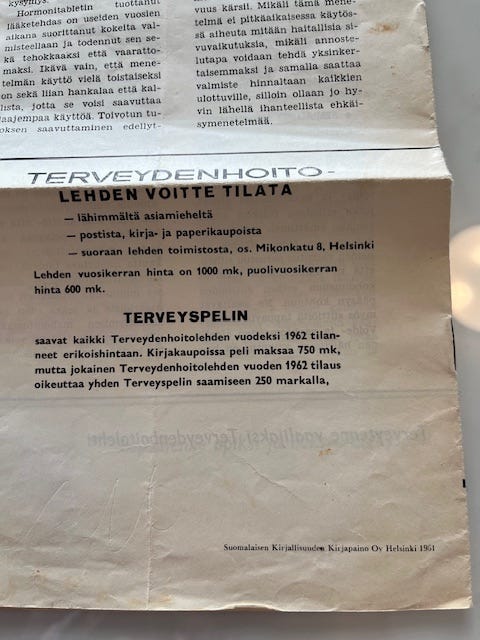 kysymys.
Hormonitabletin tuottanut
lääketehdas on useiden vuosien
aikana suorittanut kokeita val-
misteellaan ja todennut sen se-
kä tehokkaaksi että vaaratto-
maksi. Ikävä vain, että mene-
telmän käyttö vielä toistaiseksi
on sekä liian hankalaa että kal-
lista, jotta se voisi saavuttaa
laajempaa käyttöä. Toivotun tu-
oksen saavuttaminen edellyt-
vuus kärsii. Mikäli tämä mene-
telmä ei pitkäaikaisessa käytös-
sä aiheuta mitään haitallisia si-
vuvaikutuksia, mikäli annoste-
lutapa voidaan tehdä yksinker-
taisemmaksi ja samalla saattaa
valmiste hinnaltaan kaikkien
ulottuville, silloin ollaan jo hy-
vin lähellä ihanteellista ehkäi-
symenetelmää.
TERVEYDENHOITO-
LEHDEN VOITTE TILATA
— lähimmältä asiamieheltä
— postista, kirja- ja paperikaupoista
— suoraan lehden toimistosta, os. Mikonkatu 8, Helsinki
Lehden vuosikerran hinta on 1000 mk, puolivuosikerran
hinta 600 mk.
TERVEYSPELIN
saavat kaikki Terveydenhoitolehden vuodeksi 1962 tilan-
neet erikoishintaan. Kirjakaupoissa peli maksaa 750 mk,
mutta jokainen Terveydenhoitolehden vuoden 1962 tilaus
oikeuttaa yhden Terveyspelin saamiseen 250 markalla,
Suomalaisen Kirjallisuuden Kirjapaino Oy Helsinki 1961